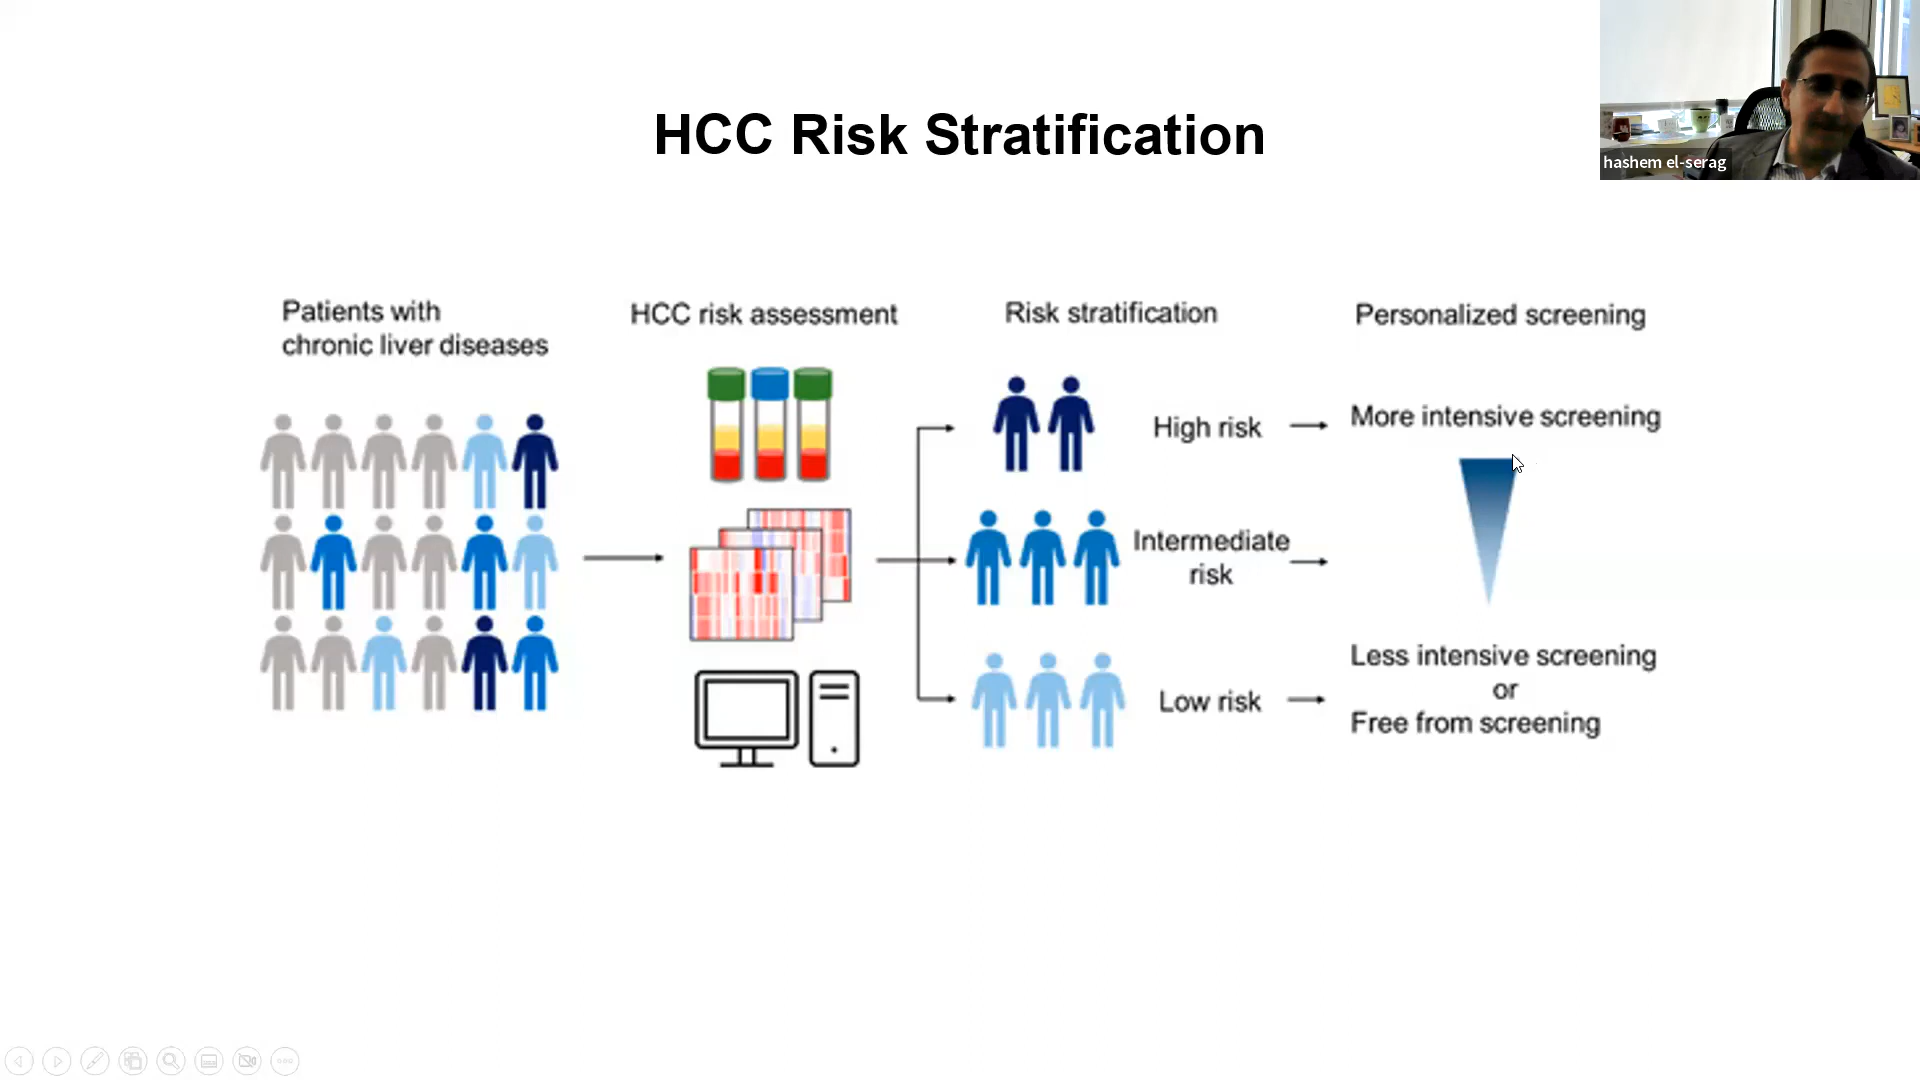 HCC Risk Stratification
hashem el-serag
Patients with
chronic liver diseases
HCC risk assessment
Risk stratification
Personalized screening
High risk
More intensive screening
Intermediate
risk
Less intensive screening
or
Free from screening
Low risk